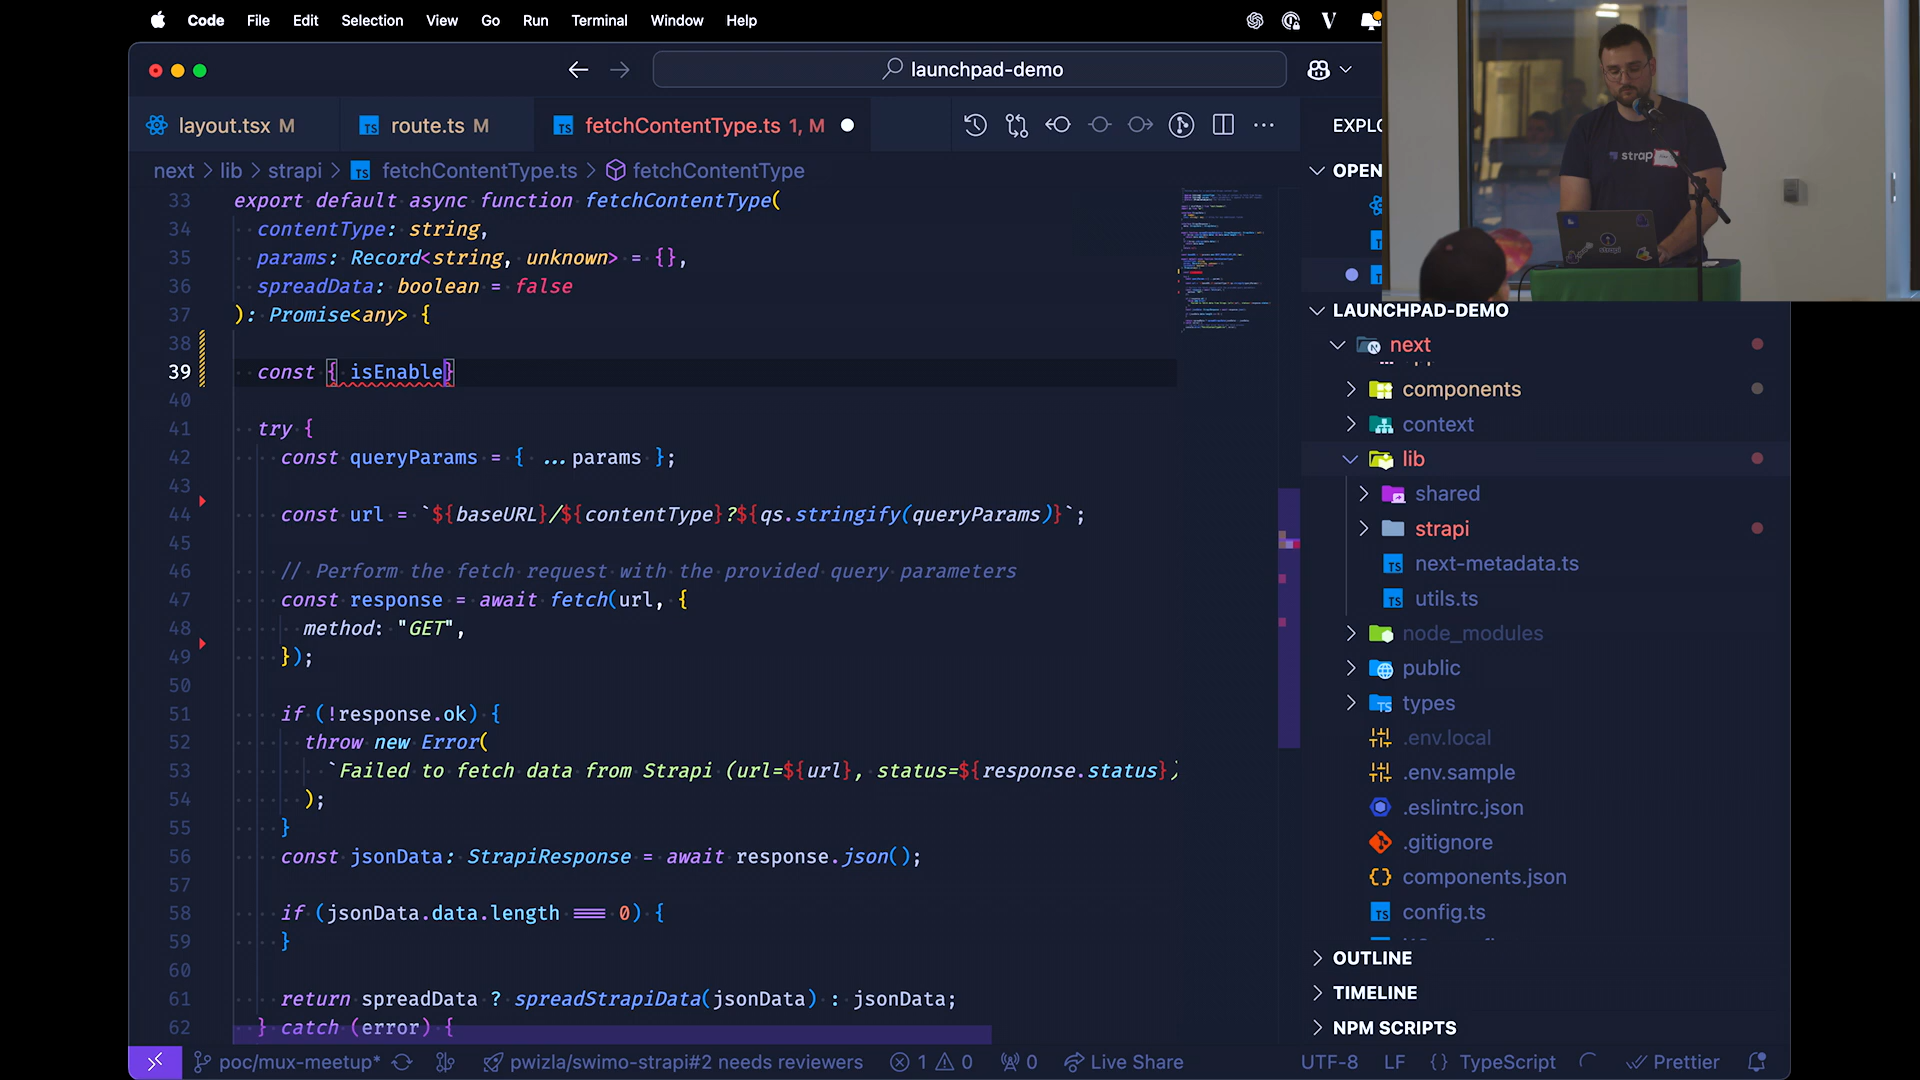 Code File Edit Selection View Go Run Terminal Window Help
launchpad-demo
layout.tsx M
route.ts M
fetchContentType.ts 1, M
EXPLO
next > lib > strapi > fetchContentType.ts > fetchContentType
OPEN
33 export default async function fetchContentType(
34 contentType: string,
35 params: Record<string, unknown> = {},
36 spreadData: boolean = false
37 ): Promise<any> {
38
39 const { isEnable}
40
41 try {
42 const queryParams = { ...params };
43
44 const url = `${baseURL}/${contentType}?${qs.stringify(queryParams)}`;
45
46 // Perform the fetch request with the provided query parameters
47 const response = await fetch(url, {
48 method: "GET",
49 });
50
51 if (!response.ok) {
52 throw new Error(
53 `Failed to fetch data from Strapi (url=${url}, status=${response.status})
54 );
55 }
56 const jsonData: StrapiResponse = await response.json();
57
58 if (jsonData.data.length === 0) {
59 }
60
61 return spreadData ? spreadStrapiData(jsonData) : jsonData;
62 } catch (error) {
LAUNCHPAD-DEMO
next
components
context
lib
shared
strapi
next-metadata.ts
utils.ts
node_modules
public
types
.env.local
.env.sample
.eslintrc.json
.gitignore
components.json
config.ts
OUTLINE
TIMELINE
NPM SCRIPTS
poc/mux-meetup* pwizla/swimo-strapi#2 needs reviewers 1 0 0 Live Share UTF-8 LF {} TypeScript Prettier
strap